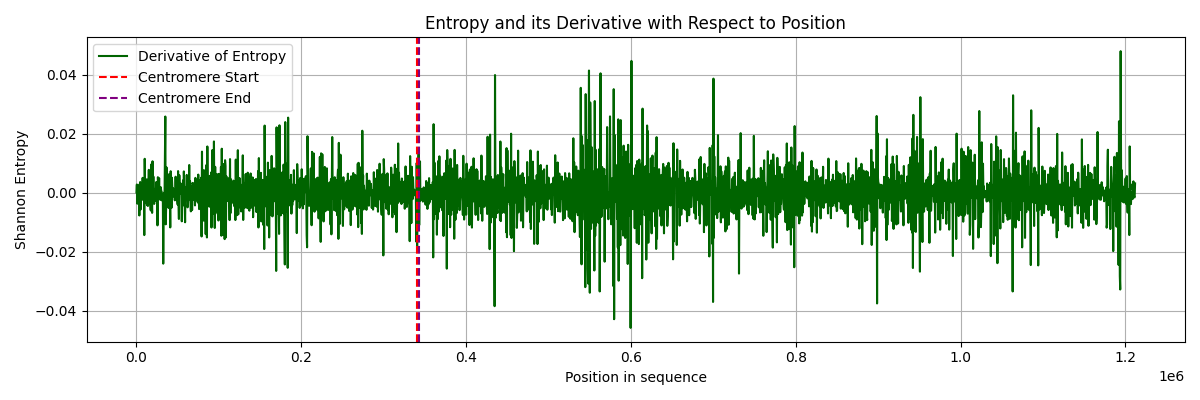 Entropy and its Derivative with Respect to Position
Derivative of Entropy
Centromere Start
Centromere End
Shannon Entropy
0.04
0.02
0.00
−0.02
−0.04
0.0 0.2 0.4 0.6 0.8 1.0 1.2
1e6
Position in sequence